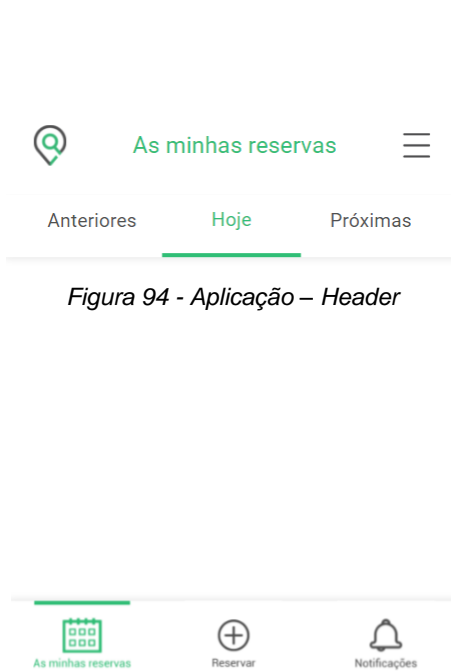 As minhas reservas
Anteriores Hoje Próximas
Figura 94 - Aplicação – Header
As minhas reservas Reservar Notificações